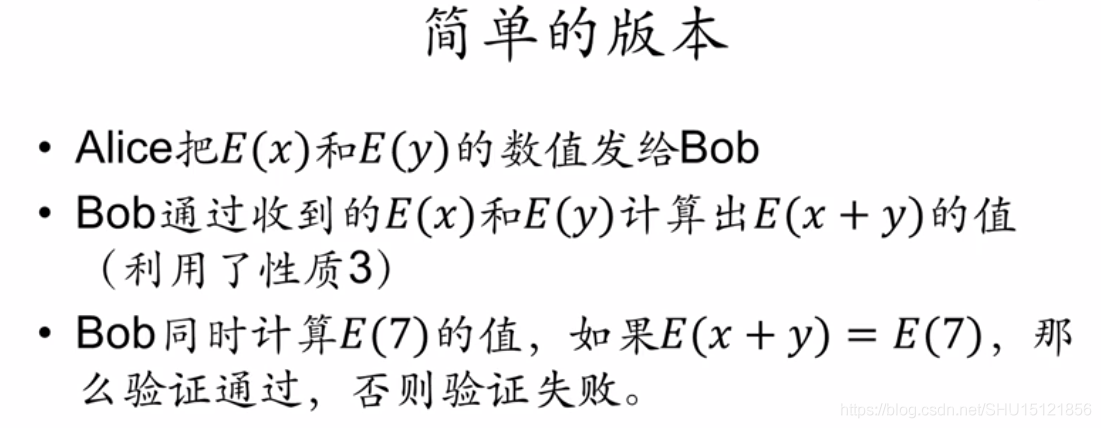 简单的版本
• Alice把E(x)和E(y)的数值发给Bob
• Bob通过收到的E(x)和E(y)计算出E(x + y)的值
（利用了性质3）
• Bob同时计算E(7)的值，如果E(x + y) = E(7)，那
么验证通过，否则验证失败。
https://blog.csdn.net/SHU15121856